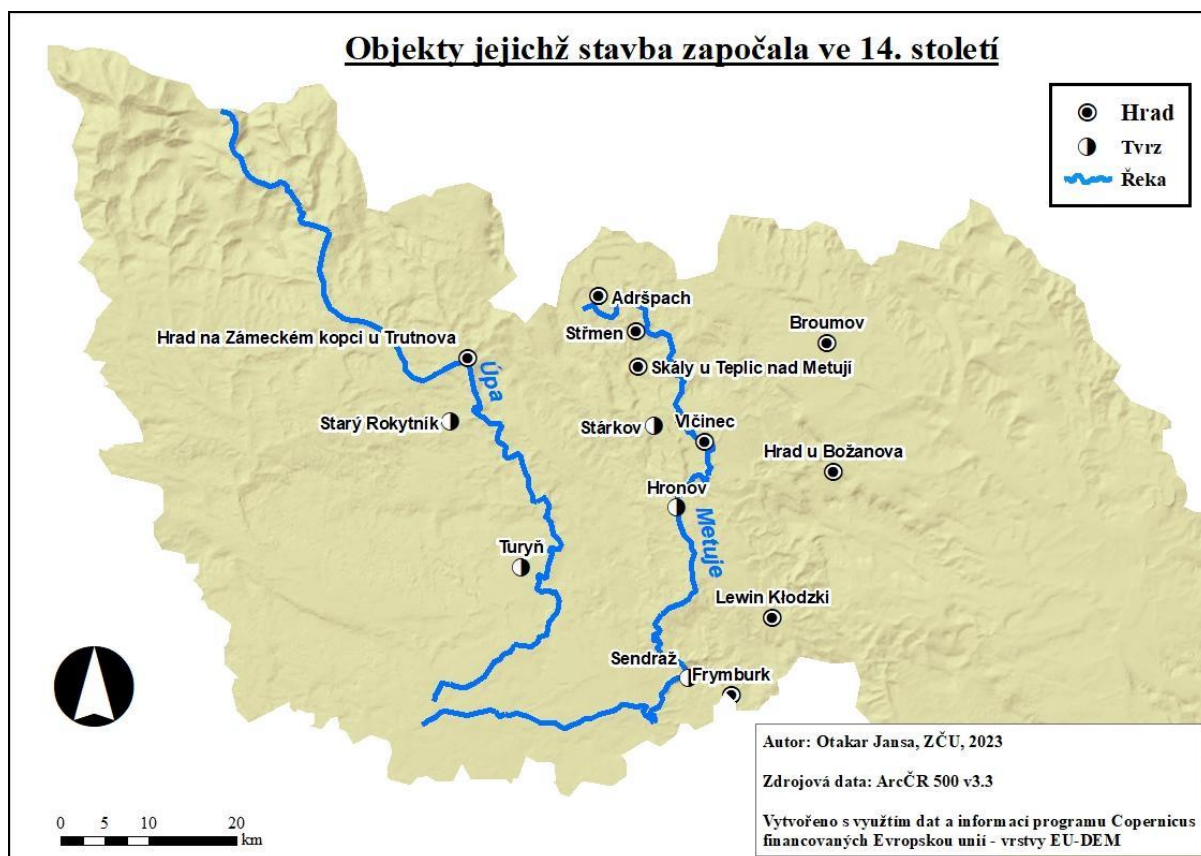 Objekty jejichž stavba započala ve 14. století
Hrad
Tvrz
Řeka
Adršpach
Střmen
Broumov
Hrad na Zámeckém kopci u Trutnova
Skály u Teplic nad Metují
Úpa
Starý Rokytník
Stárkov
Vlčinec
Hrad u Božanova
Hronov
Metuje
Turyň
Lewin Kłodzki
Sendraž
Frymburk
Autor: Otakar Jansa, ZČU, 2023
Zdrojová data: ArcČR 500 v3.3
Vytvořeno s využitím dat a informací programu Copernicus
financovaných Evropskou unií - vrstvy EU-DEM
0 5 10 20
km